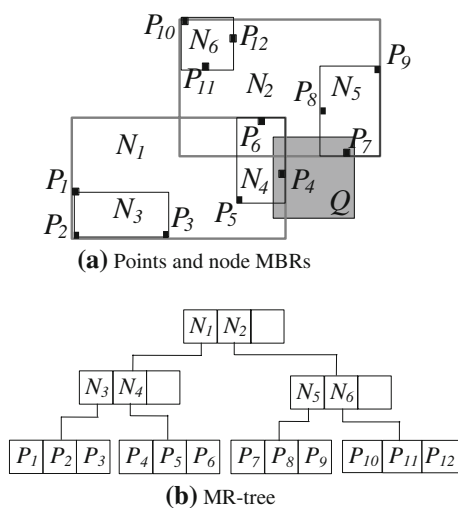 P10 N6 P12
P11 N2 P9
P8 N5
N1 P6 P7
P1 N4 P4
N3 P3 P5 Q
P2
(a) Points and node MBRs
N1 N2
N3 N4 N5 N6
P1 P2 P3 P4 P5 P6 P7 P8 P9 P10 P11 P12
(b) MR-tree